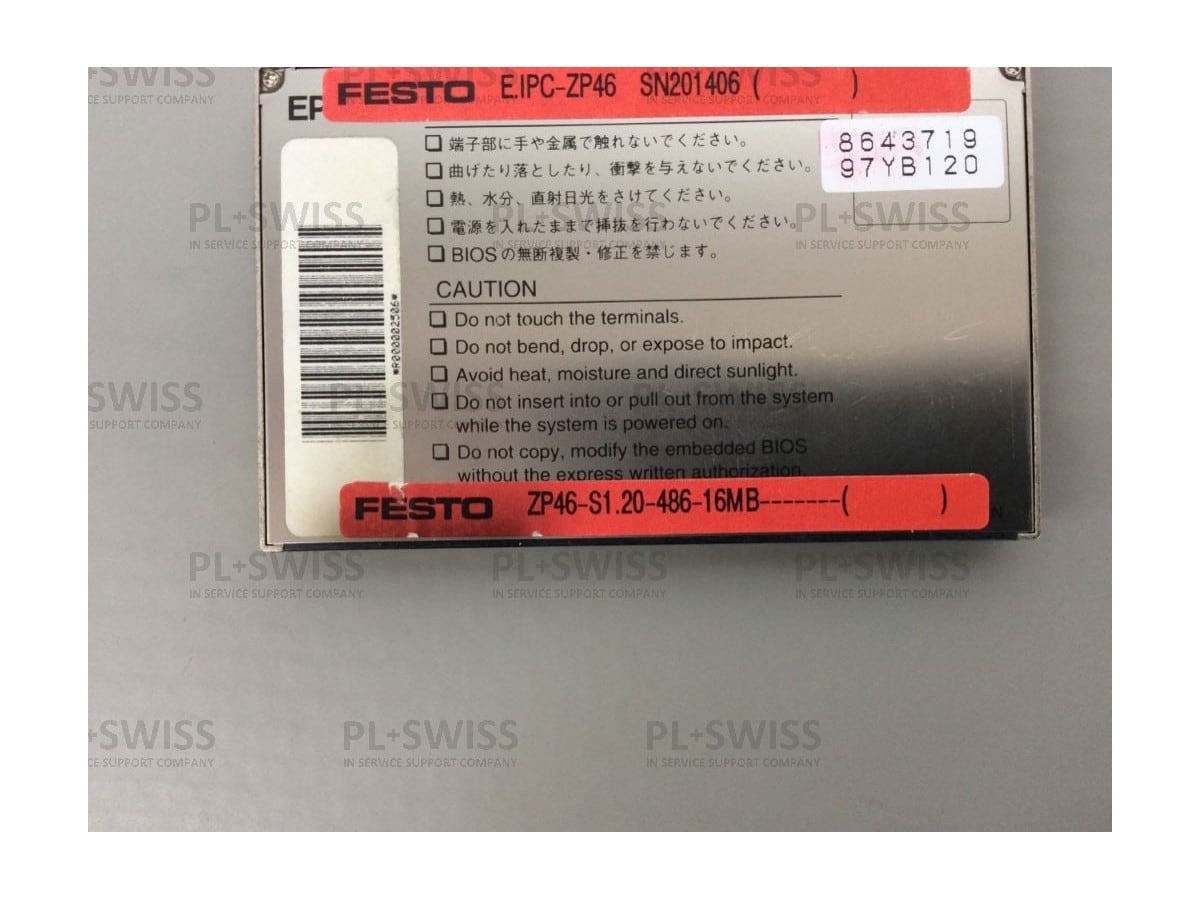 FESTO E.IPC-ZP46 SN201406 ( )
EP
□ 端子部に手や金属で触れないでください。
□ 曲げたり落としたり、衝撃を与えないでください。
□ 熱、水分、直射日光をさけてください。
□ 電源を入れたままで挿抜を行わないでください。
□ BIOSの無断複製・修正を禁じます。
8643719
97YB120
*R000002506*
CAUTION
□ Do not touch the terminals.
□ Do not bend, drop, or expose to impact.
□ Avoid heat, moisture and direct sunlight.
□ Do not insert into or pull out from the system
while the system is powered on.
□ Do not copy, modify the embedded BIOS
without the express written authorization.
FESTO ZP46-S1.20-486-16MB-------( )
N
PL+SWISS
IN SERVICE SUPPORT COMPANY